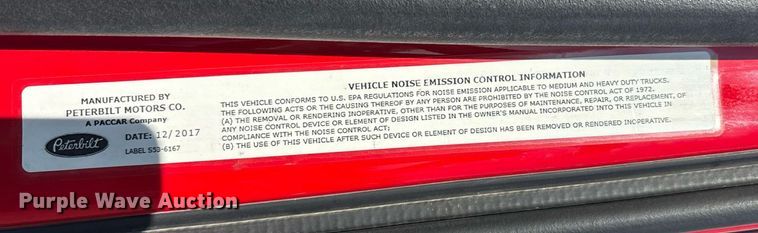 MANUFACTURED BY
PETERBILT MOTORS CO.
A PACCAR Company
DATE: 12/2017
Peterbilt
LABEL S53-6167
VEHICLE NOISE EMISSION CONTROL INFORMATION
THIS VEHICLE CONFORMS TO U.S. EPA REGULATIONS FOR NOISE EMISSION APPLICABLE TO MEDIUM AND HEAVY DUTY TRUCKS.
THE FOLLOWING ACTS OR THE CAUSING THEREOF BY ANY PERSON ARE PROHIBITED BY THE NOISE CONTROL ACT OF 1972.
(A) THE REMOVAL OR RENDERING INOPERATIVE, OTHER THAN FOR THE PURPOSES OF MAINTENANCE, REPAIR, OR REPLACEMENT, OF
ANY NOISE CONTROL DEVICE OR ELEMENT OF DESIGN LISTED IN THE OWNER'S MANUAL INCORPORATED INTO THIS VEHICLE IN
COMPLIANCE WITH THE NOISE CONTROL ACT;
(B) THE USE OF THIS VEHICLE AFTER SUCH DEVICE OR ELEMENT OF DESIGN HAS BEEN REMOVED OR RENDERED INOPERATIVE.
Purple Wave Auction